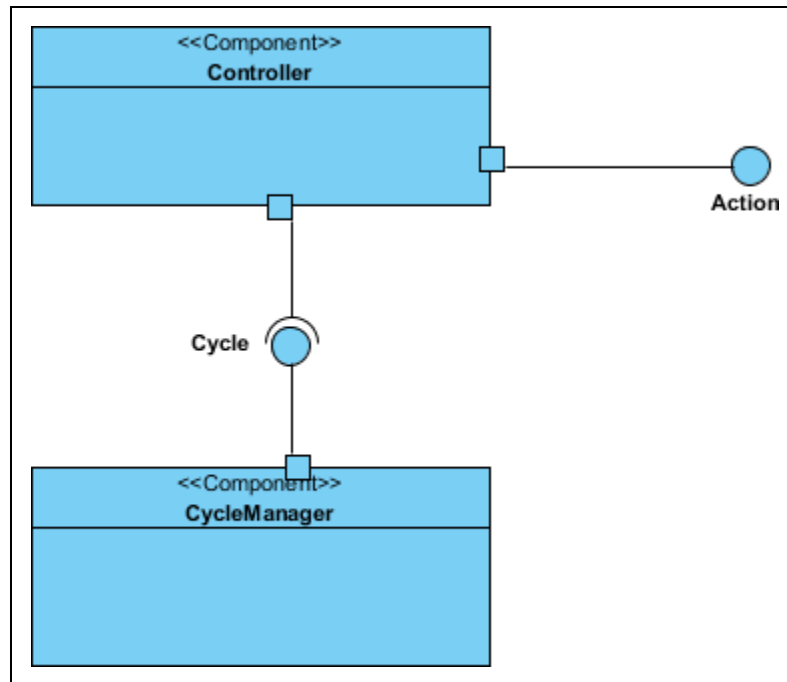 <<Component>>
Controller
Action
Cycle
<<Component>>
CycleManager